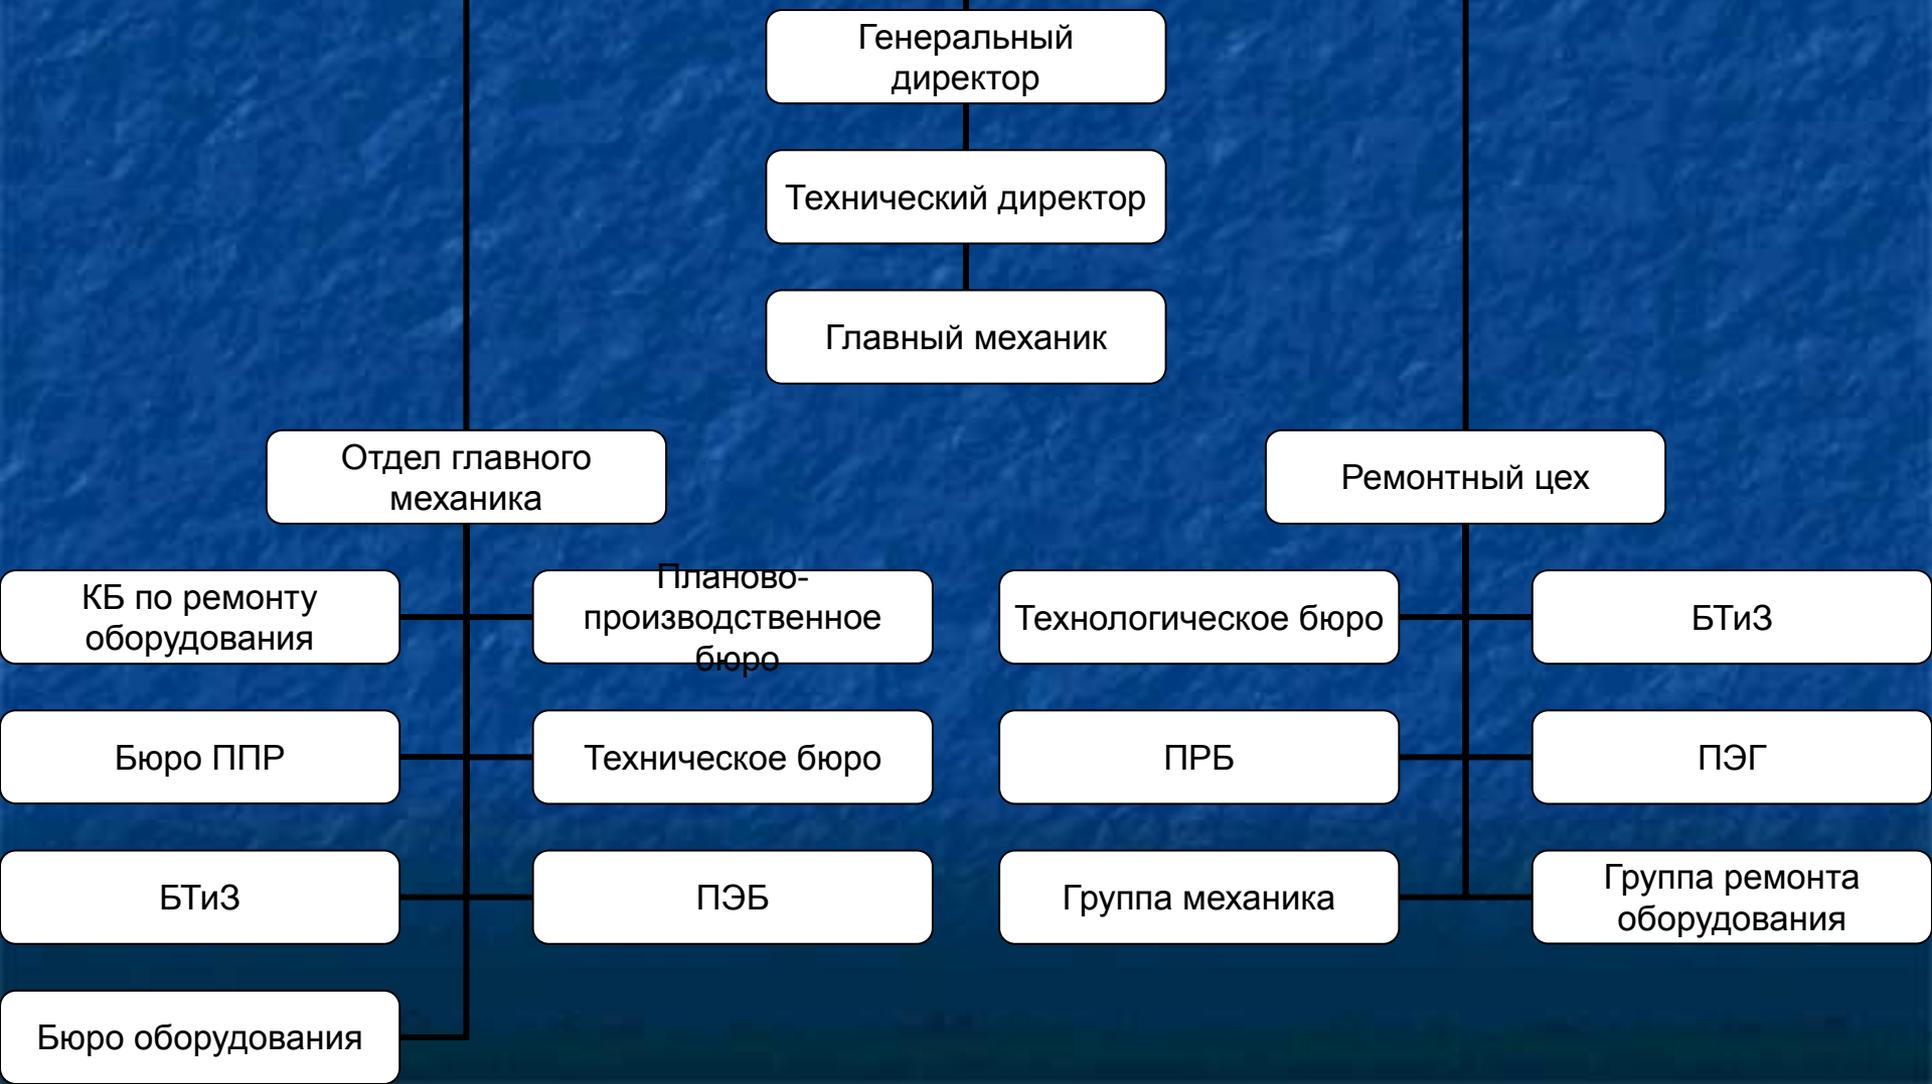 Генеральный
директор
Технический директор
Главный механик
Отдел главного
механика
Ремонтный цех
КБ по ремонту
оборудования
Планово-
производственное
бюро
Технологическое бюро
БТиЗ
Бюро ППР
Техническое бюро
ПРБ
ПЭГ
БТиЗ
ПЭБ
Группа механика
Группа ремонта
оборудования
Бюро оборудования